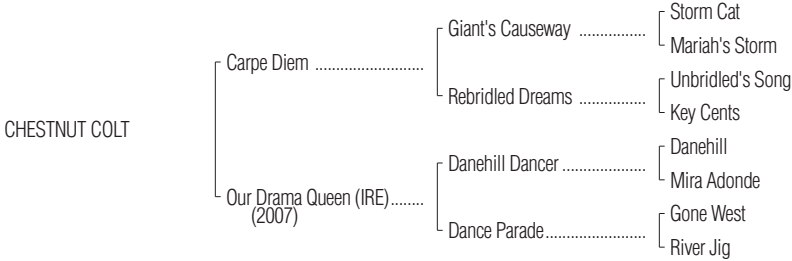 Storm Cat
Giant's Causeway ................
Mariah's Storm
Carpe Diem ..........................
Unbridled's Song
Rebridled Dreams ................
Key Cents
CHESTNUT COLT
Danehill
Danehill Dancer ....................
Mira Adonde
Our Drama Queen (IRE)........
(2007)
Gone West
Dance Parade........................
River Jig